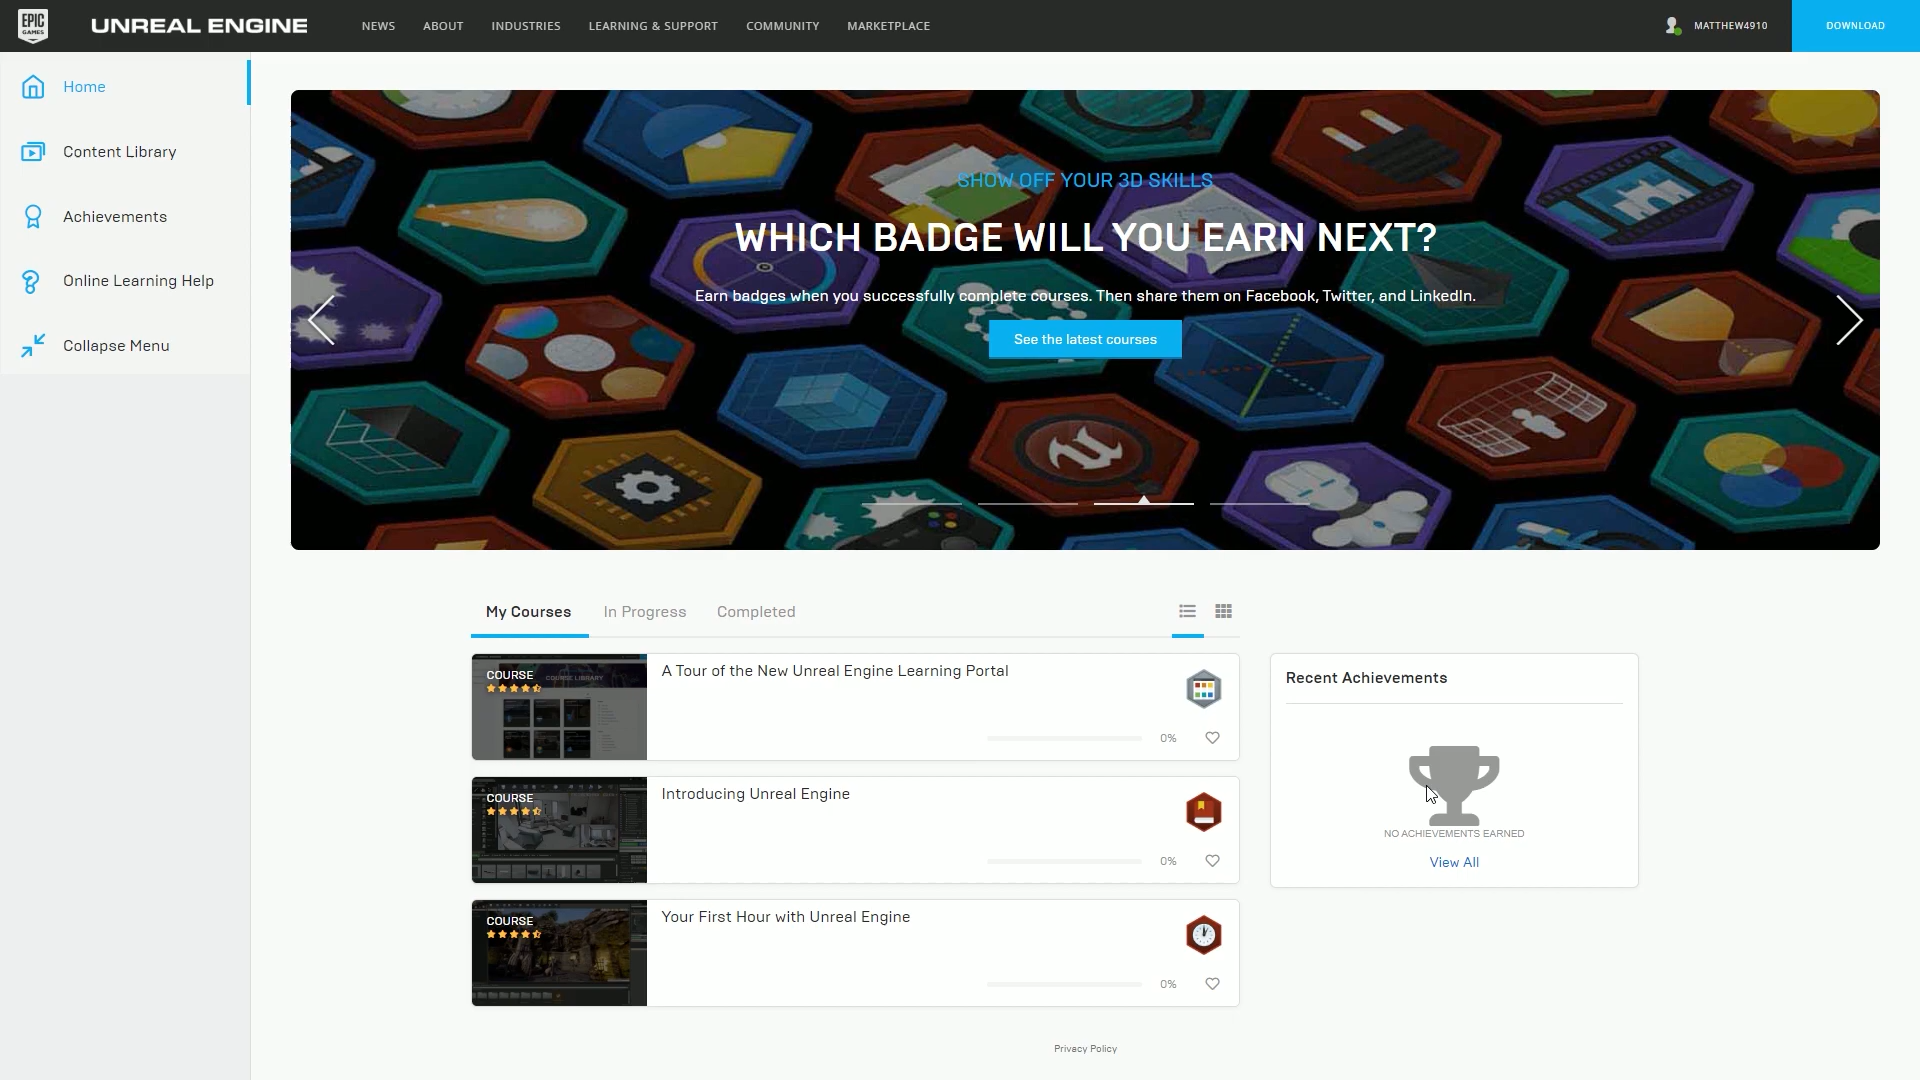 EPIC
GAMES
UNREAL ENGINE
NEWS
ABOUT
INDUSTRIES
LEARNING & SUPPORT
COMMUNITY
MARKETPLACE
MATTHEW4910
DOWNLOAD
Home
Content Library
Achievements
Online Learning Help
Collapse Menu
SHOW OFF YOUR 3D SKILLS
WHICH BADGE WILL YOU EARN NEXT?
Earn badges when you successfully complete courses. Then share them on Facebook, Twitter, and LinkedIn.
See the latest courses
My Courses
In Progress
Completed
COURSE
COURSE LIBRARY
A Tour of the New Unreal Engine Learning Portal
0%
COURSE
Introducing Unreal Engine
0%
COURSE
Your First Hour with Unreal Engine
0%
Recent Achievements
NO ACHIEVEMENTS EARNED
View All
Privacy Policy